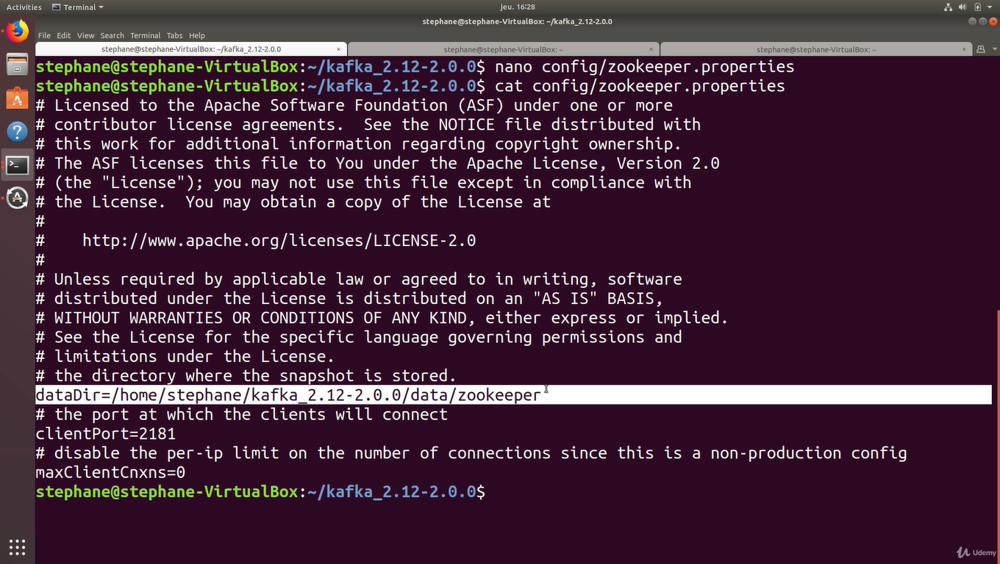 Activities Terminal jeu. 16:28
stephane@stephane-VirtualBox: ~/kafka_2.12-2.0.0
File Edit View Search Terminal Tabs Help
stephane@stephane-VirtualBox: ~/kafka_2.12-2.0.0 × stephane@stephane-VirtualBox: ~ × stephane@stephane-VirtualBox: ~ ×
stephane@stephane-VirtualBox:~/kafka_2.12-2.0.0$ nano config/zookeeper.properties
stephane@stephane-VirtualBox:~/kafka_2.12-2.0.0$ cat config/zookeeper.properties
# Licensed to the Apache Software Foundation (ASF) under one or more
# contributor license agreements.  See the NOTICE file distributed with
# this work for additional information regarding copyright ownership.
# The ASF licenses this file to You under the Apache License, Version 2.0
# (the "License"); you may not use this file except in compliance with
# the License.  You may obtain a copy of the License at
#
#    http://www.apache.org/licenses/LICENSE-2.0
#
# Unless required by applicable law or agreed to in writing, software
# distributed under the License is distributed on an "AS IS" BASIS,
# WITHOUT WARRANTIES OR CONDITIONS OF ANY KIND, either express or implied.
# See the License for the specific language governing permissions and
# limitations under the License.
# the directory where the snapshot is stored.
dataDir=/home/stephane/kafka_2.12-2.0.0/data/zookeeper
# the port at which the clients will connect
clientPort=2181
# disable the per-ip limit on the number of connections since this is a non-production config
maxClientCnxns=0
stephane@stephane-VirtualBox:~/kafka_2.12-2.0.0$
Udemy